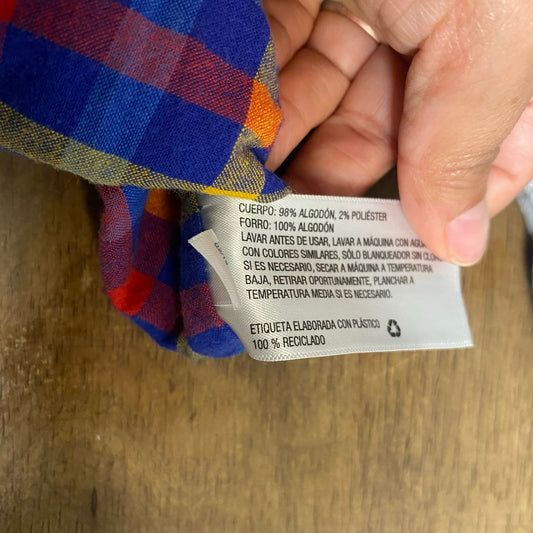 CUERPO: 98% ALGODÓN, 2% POLIÉSTER
FORRO: 100% ALGODÓN
LAVAR ANTES DE USAR, LAVAR A MÁQUINA CON
CON COLORES SIMILARES, SÓLO BLANQUEADOR SIN
SI ES NECESARIO, SECAR A MÁQUINA A TEMPERATURA
BAJA, RETIRAR OPORTUNAMENTE, PLANCHAR A
TEMPERATURA MEDIA SI ES NECESARIO.
ETIQUETA ELABORADA CON PLÁSTICO
100 % RECICLADO